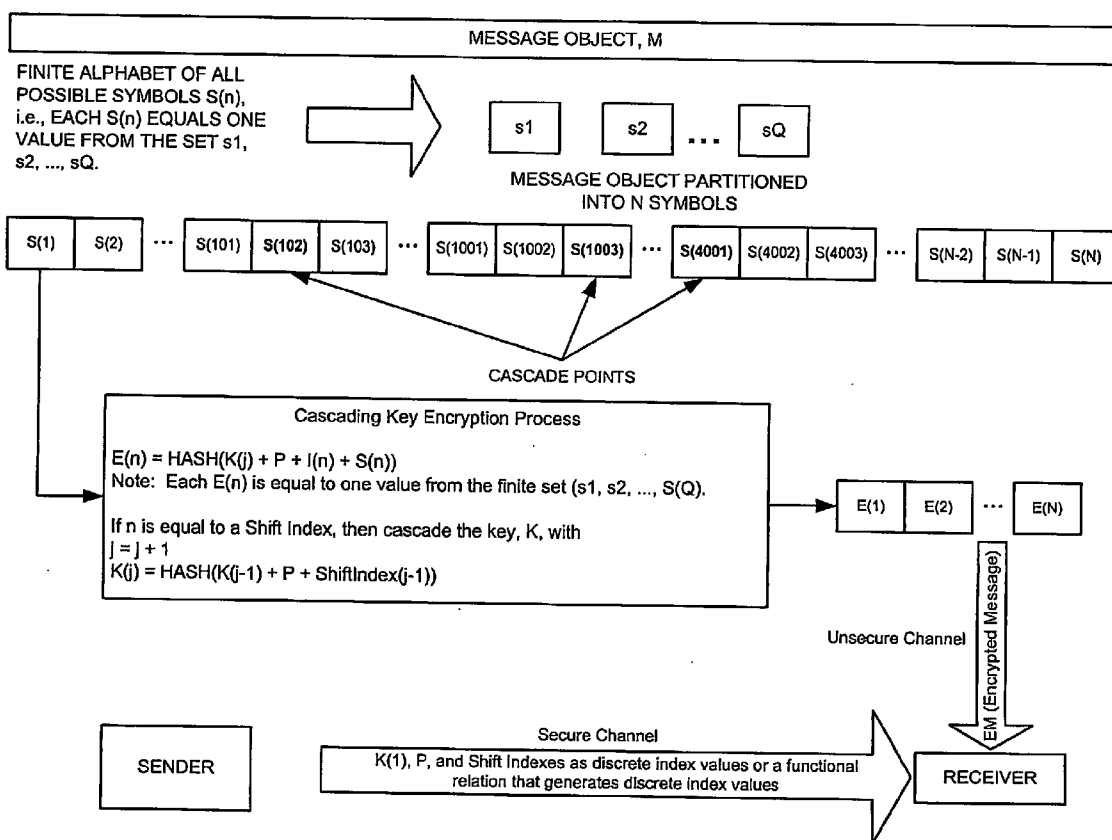 MESSAGE OBJECT, M
FINITE ALPHABET OF ALL
POSSIBLE SYMBOLS S(n),
i.e., EACH S(n) EQUALS ONE
VALUE FROM THE SET s1,
s2, ..., sQ.
s1 s2 ... sQ
MESSAGE OBJECT PARTITIONED
INTO N SYMBOLS
S(1) S(2) ... S(101) S(102) S(103) ... S(1001) S(1002) S(1003) ... S(4001) S(4002) S(4003) ... S(N-2) S(N-1) S(N)
CASCADE POINTS
Cascading Key Encryption Process
E(n) = HASH(K(j) + P + I(n) + S(n))
Note: Each E(n) is equal to one value from the finite set (s1, s2, ..., S(Q).
If n is equal to a Shift Index, then cascade the key, K, with
j = j + 1
K(j) = HASH(K(j-1) + P + ShiftIndex(j-1))
E(1) E(2) ... E(N)
Unsecure Channel
EM (Encrypted Message)
SENDER
Secure Channel
K(1), P, and Shift Indexes as discrete index values or a functional
relation that generates discrete index values
RECEIVER